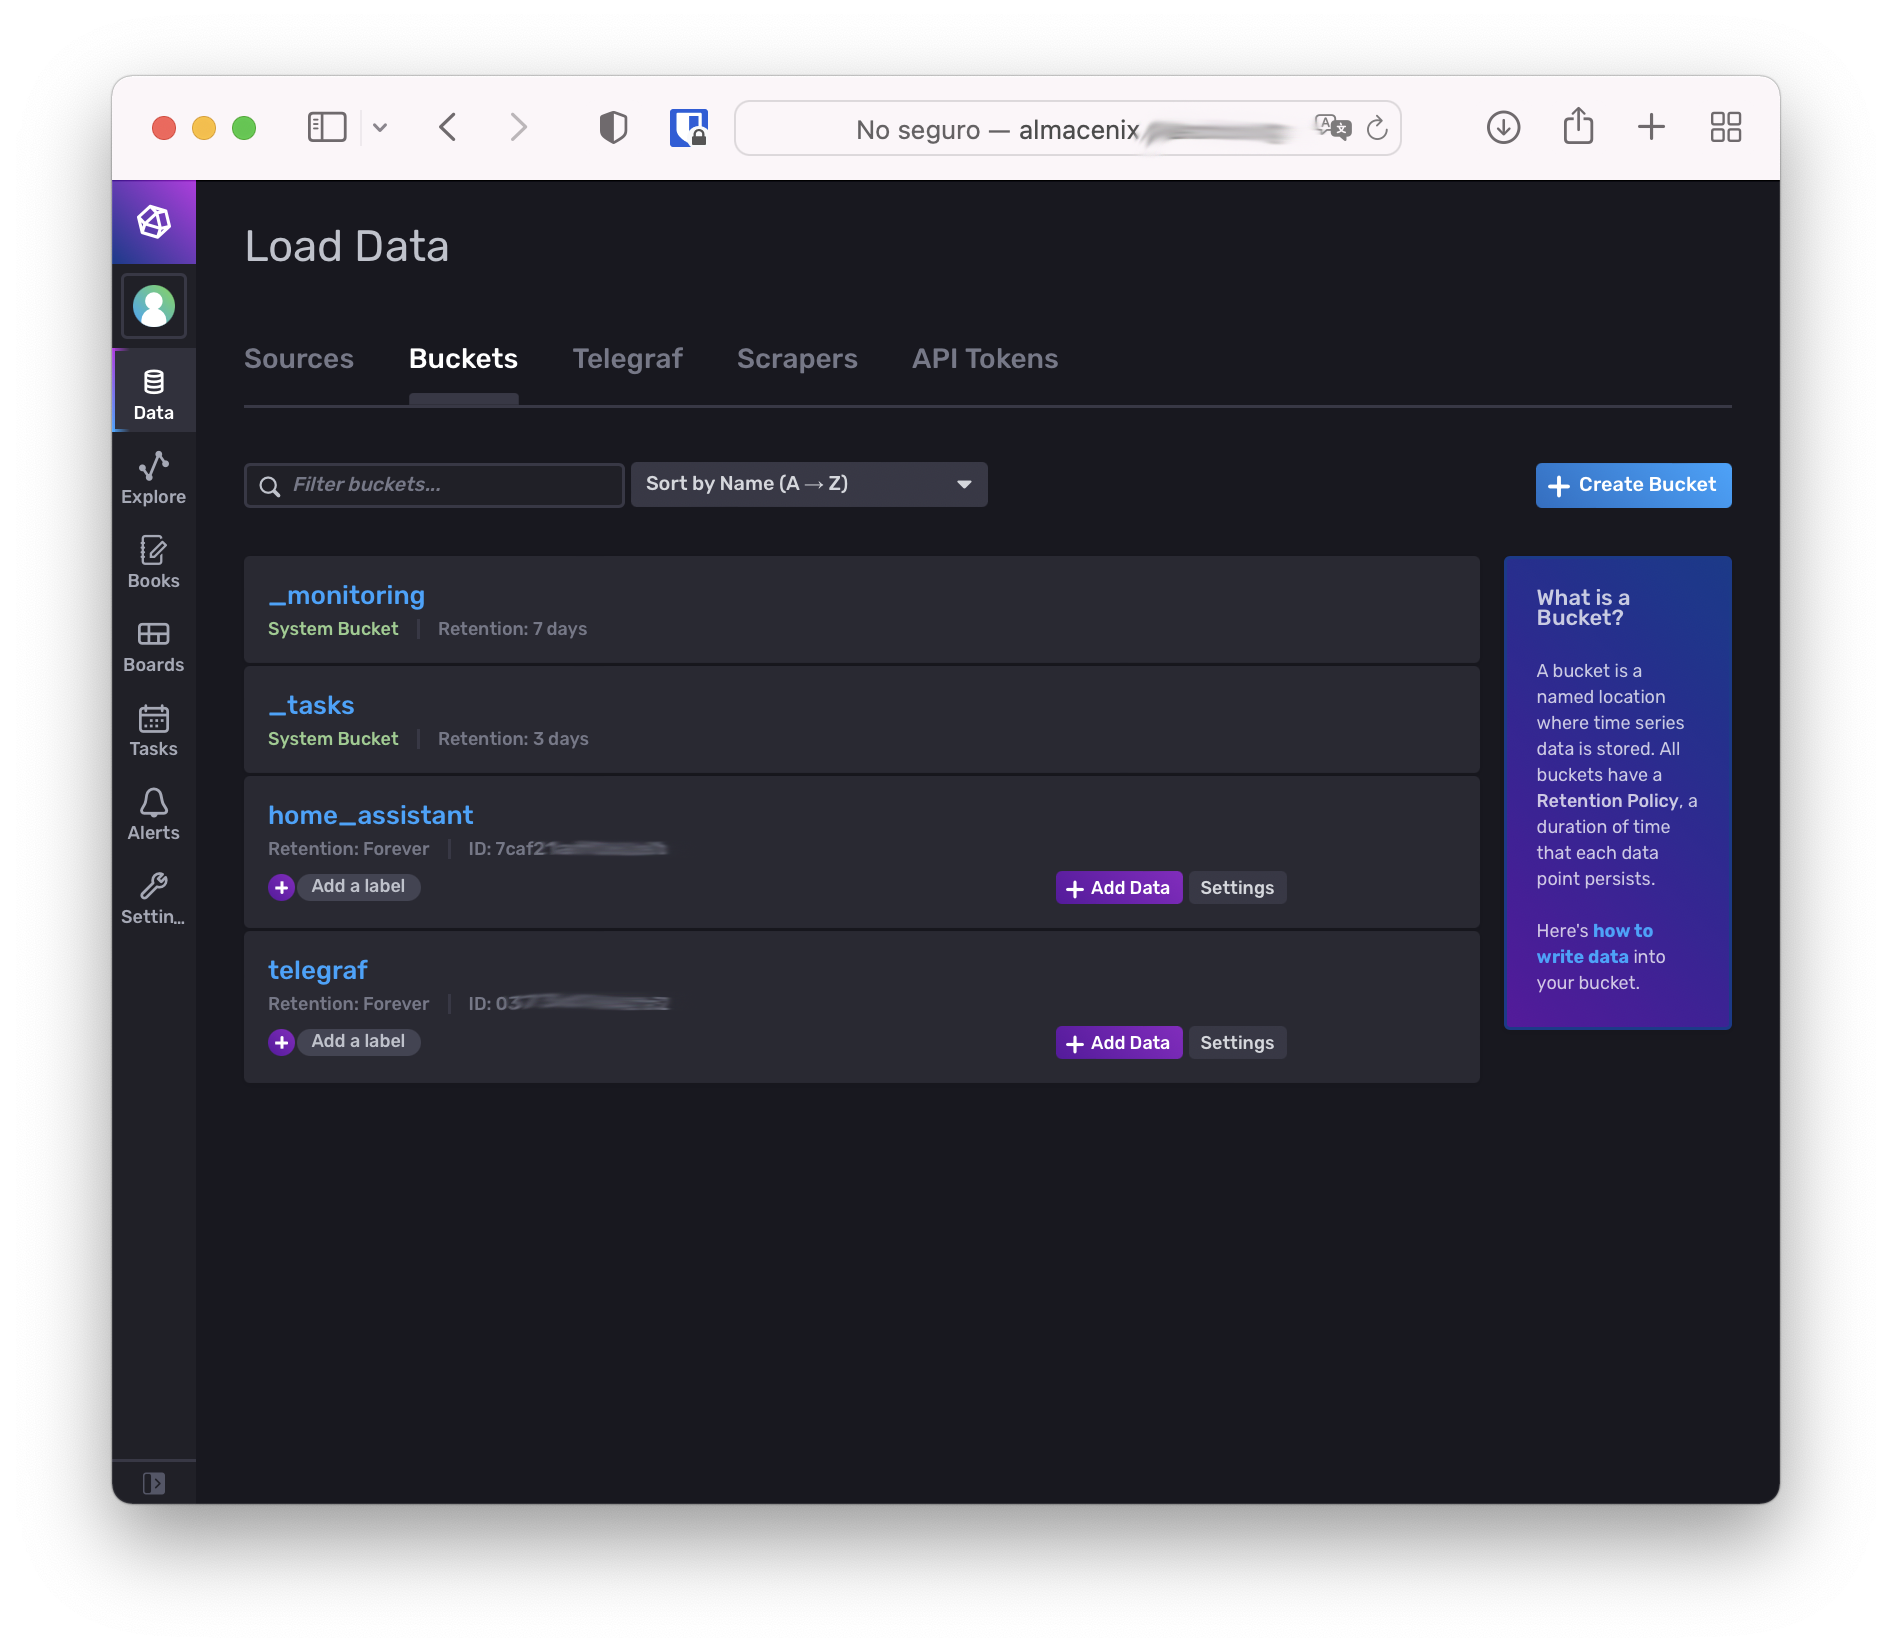 No seguro — almacenix
Load Data
Sources Buckets Telegraf Scrapers API Tokens
Data
Explore
Books
Boards
Tasks
Alerts
Settin...
Filter buckets...
Sort by Name (A → Z)
Create Bucket
_monitoring
System Bucket Retention: 7 days
_tasks
System Bucket Retention: 3 days
home_assistant
Retention: Forever ID: 7caf2
Add a label
Add Data Settings
telegraf
Retention: Forever ID: 03
Add a label
Add Data Settings
What is a
Bucket?
A bucket is a
named location
where time series
data is stored. All
buckets have a
Retention Policy, a
duration of time
that each data
point persists.
Here's how to
write data into
your bucket.